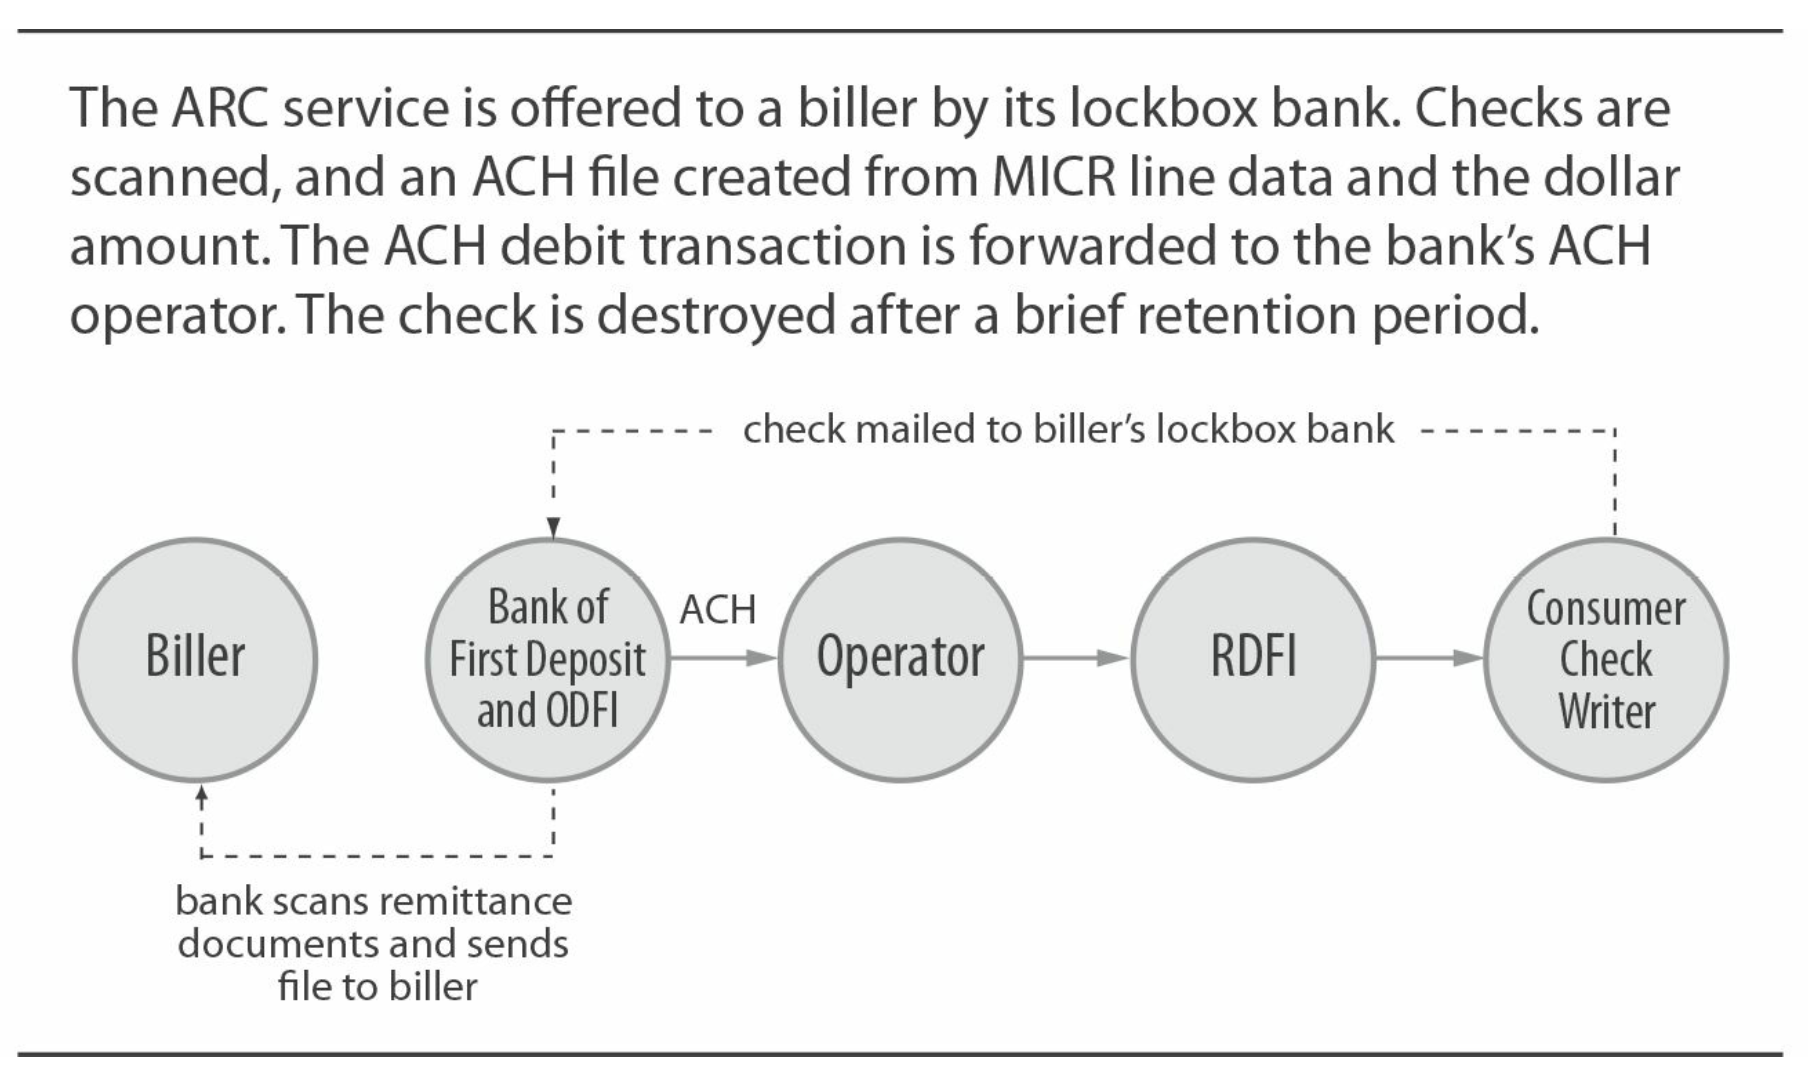 The ARC service is offered to a biller by its lockbox bank. Checks are
scanned, and an ACH file created from MICR line data and the dollar
amount. The ACH debit transaction is forwarded to the bank’s ACH
operator. The check is destroyed after a brief retention period.
check mailed to biller’s lockbox bank
Biller
Bank of
First Deposit
and ODFI
ACH
Operator
RDFI
Consumer
Check
Writer
bank scans remittance
documents and sends
file to biller